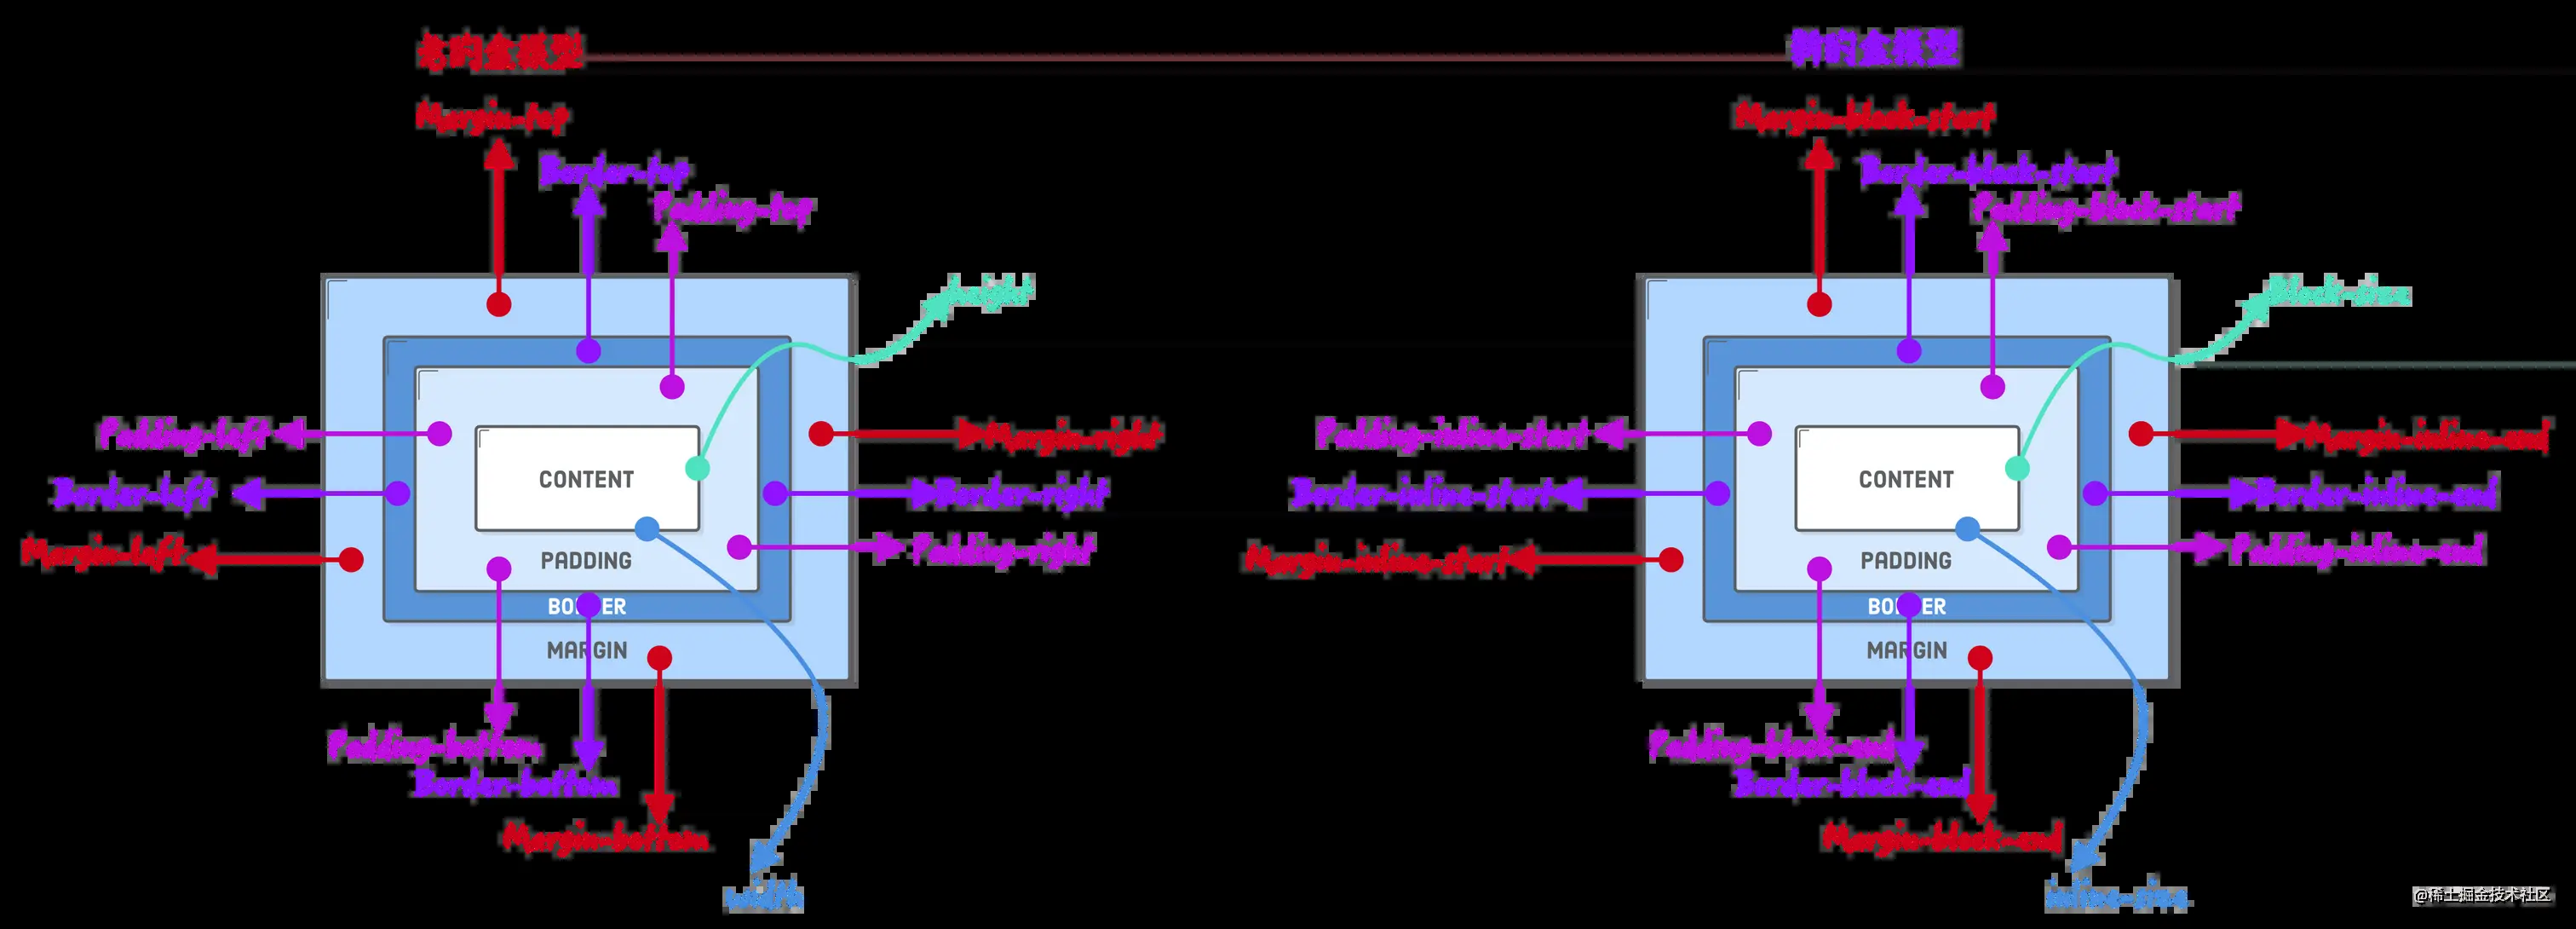 老的盒模型
Margin-top
Border-top
Padding-top
height
Padding-left
Border-left
Margin-left
Margin-right
Border-right
Padding-right
CONTENT
PADDING
BORDER
MARGIN
Padding-bottom
Border-bottom
Margin-bottom
width
新的盒模型
Margin-block-start
Border-block-start
Padding-block-start
Block-size
Padding-inline-start
Border-inline-start
Margin-inline-start
Margin-inline-end
Border-inline-end
Padding-inline-end
CONTENT
PADDING
BORDER
MARGIN
Padding-block-end
Border-block-end
Margin-block-end
inline-size
@稀土掘金技术社区